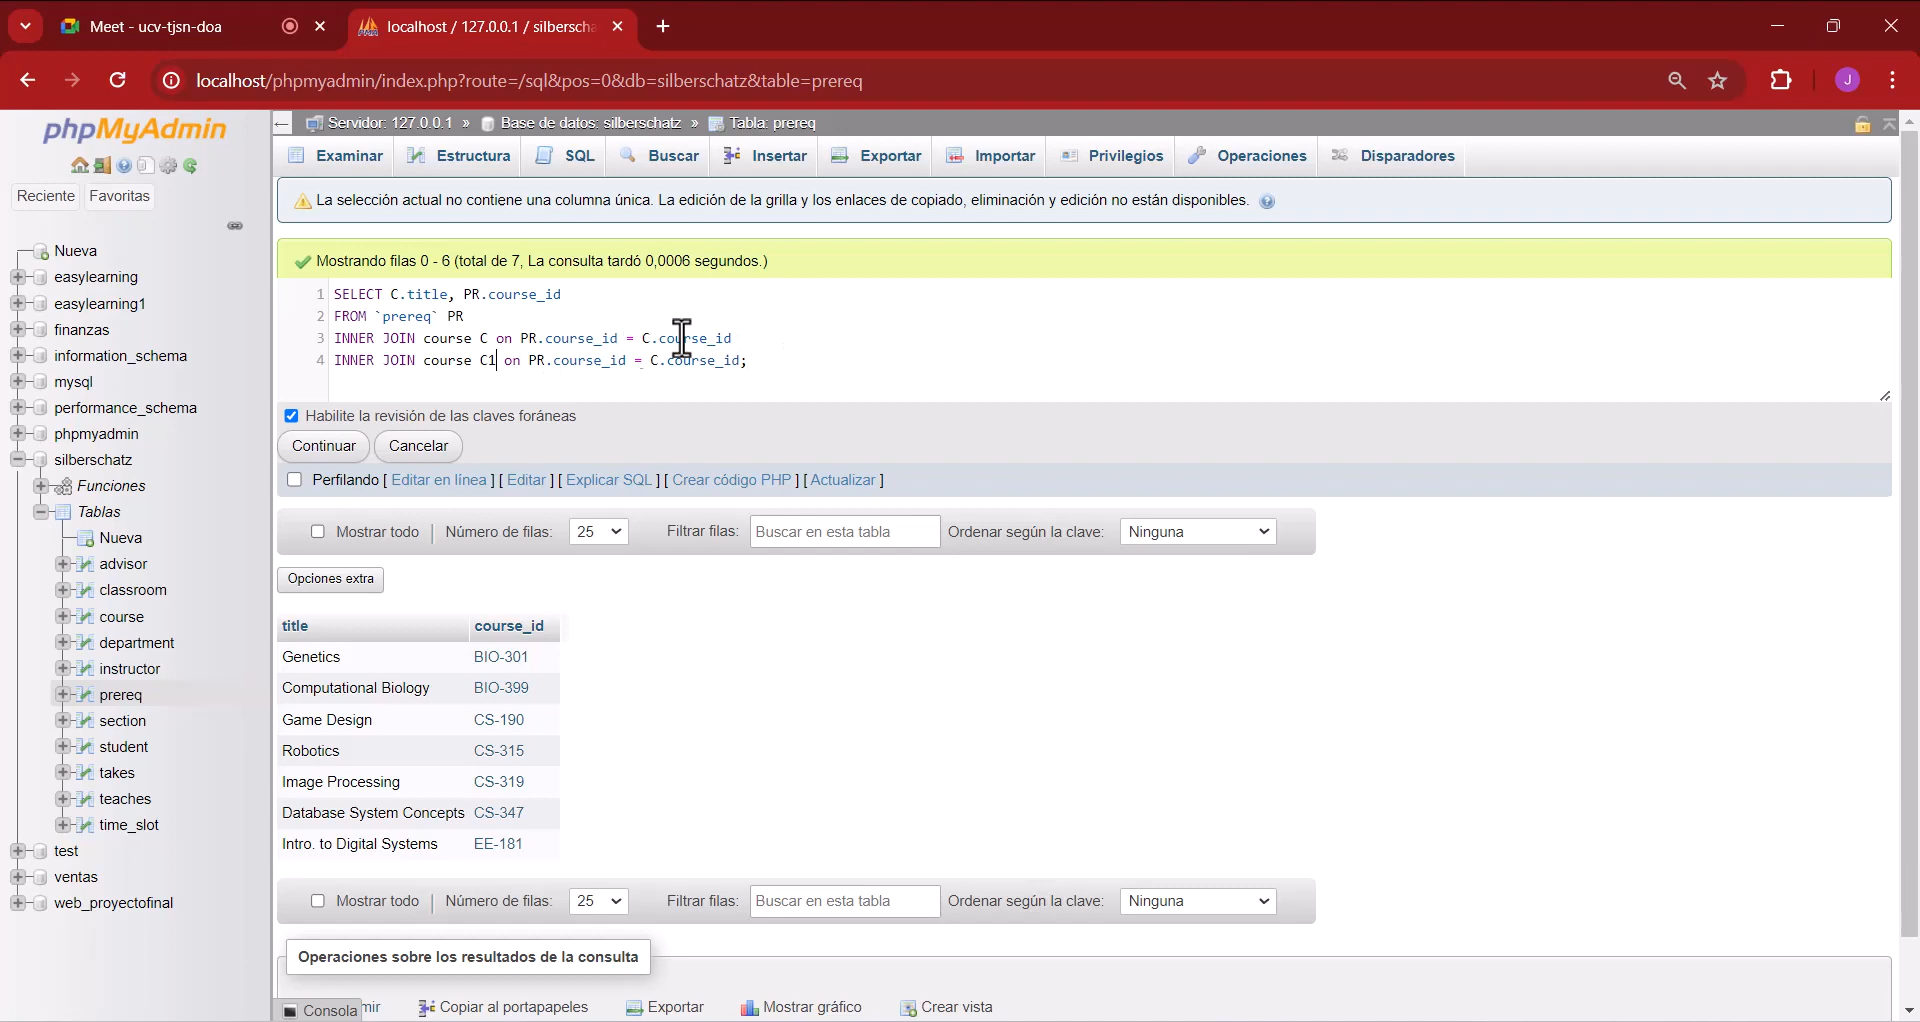 Meet - ucv-tjsn-doa
localhost / 127.0.0.1 / silberscha
localhost/phpmyadmin/index.php?route=/sql&pos=0&db=silberschatz&table=prereq
J
phpMyAdmin
Reciente Favoritas
Nueva
easylearning
easylearning1
finanzas
information_schema
mysql
performance_schema
phpmyadmin
silberschatz
Funciones
Tablas
Nueva
advisor
classroom
course
department
instructor
prereq
section
student
takes
teaches
time_slot
test
ventas
web_proyectofinal
Servidor: 127.0.0.1 » Base de datos: silberschatz » Tabla: prereq
Examinar Estructura SQL Buscar Insertar Exportar Importar Privilegios Operaciones Disparadores
La selección actual no contiene una columna única. La edición de la grilla y los enlaces de copiado, eliminación y edición no están disponibles.
Mostrando filas 0 - 6 (total de 7, La consulta tardó 0,0006 segundos.)
1 SELECT C.title, PR.course_id
2 FROM `prereq` PR
3 INNER JOIN course C on PR.course_id = C.course_id
4 INNER JOIN course C1 on PR.course_id = C.course_id;
Habilite la revisión de las claves foráneas
Continuar Cancelar
Perfilando [ Editar en línea ] [ Editar ] [ Explicar SQL ] [ Crear código PHP ] [ Actualizar ]
Mostrar todo | Número de filas: 25 Filtrar filas: Buscar en esta tabla Ordenar según la clave: Ninguna
Opciones extra
title course_id
Genetics BIO-301
Computational Biology BIO-399
Game Design CS-190
Robotics CS-315
Image Processing CS-319
Database System Concepts CS-347
Intro. to Digital Systems EE-181
Mostrar todo | Número de filas: 25 Filtrar filas: Buscar en esta tabla Ordenar según la clave: Ninguna
Operaciones sobre los resultados de la consulta
Consola mir Copiar al portapapeles Exportar Mostrar gráfico Crear vista